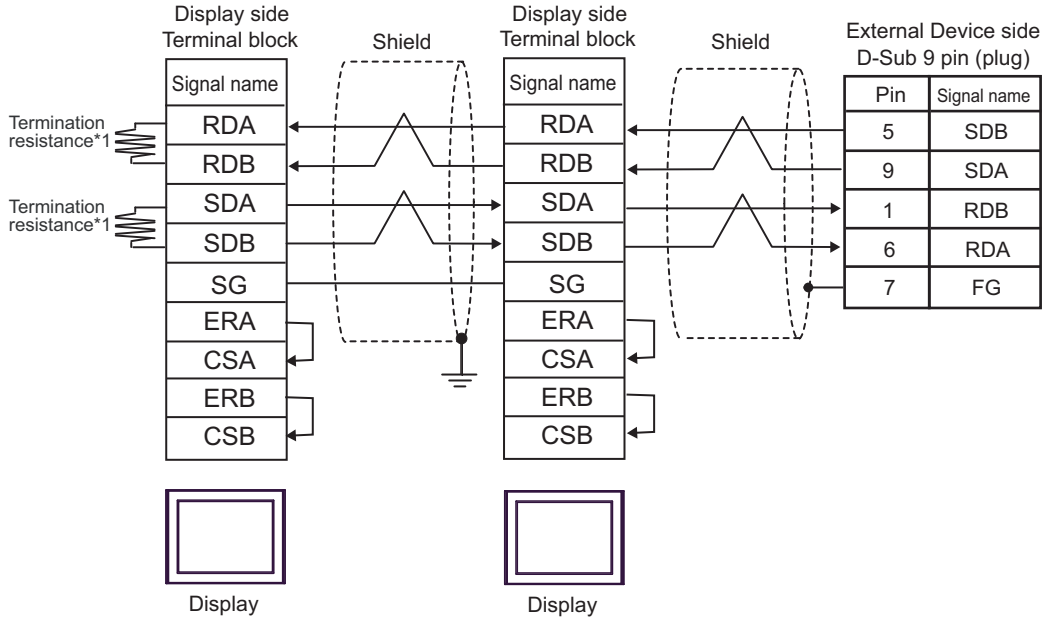 Display side
Terminal block
Shield
Display side
Terminal block
Shield
External Device side
D-Sub 9 pin (plug)
Signal name
Signal name
Pin Signal name
Termination
resistance*1
RDA
RDB
Termination
resistance*1
SDA
SDB
SG
ERA
CSA
ERB
CSB
RDA
RDB
SDA
SDB
SG
ERA
CSA
ERB
CSB
5 SDB
9 SDA
1 RDB
6 RDA
7 FG
Display
Display